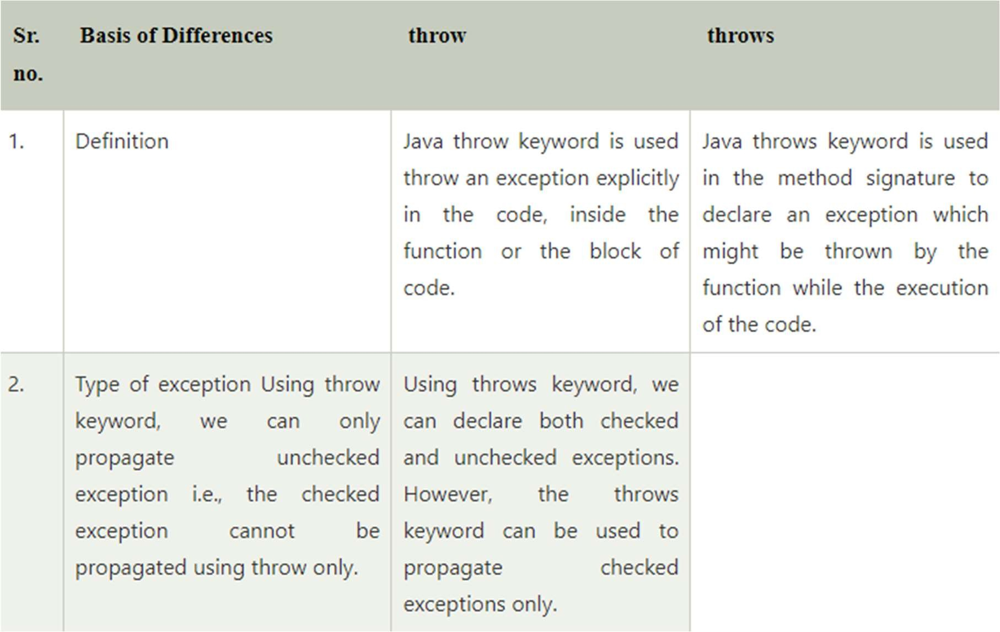 Sr.
no.
Basis of Differences
throw
throws
1.
Definition
Java throw keyword is used
throw an exception explicitly
in the code, inside the
function or the block of
code.
Java throws keyword is used
in the method signature to
declare an exception which
might be thrown by the
function while the execution
of the code.
2.
Type of exception Using throw
keyword, we can only
propagate unchecked
exception i.e., the checked
exception cannot be
propagated using throw only.
Using throws keyword, we
can declare both checked
and unchecked exceptions.
However, the throws
keyword can be used to
propagate checked
exceptions only.